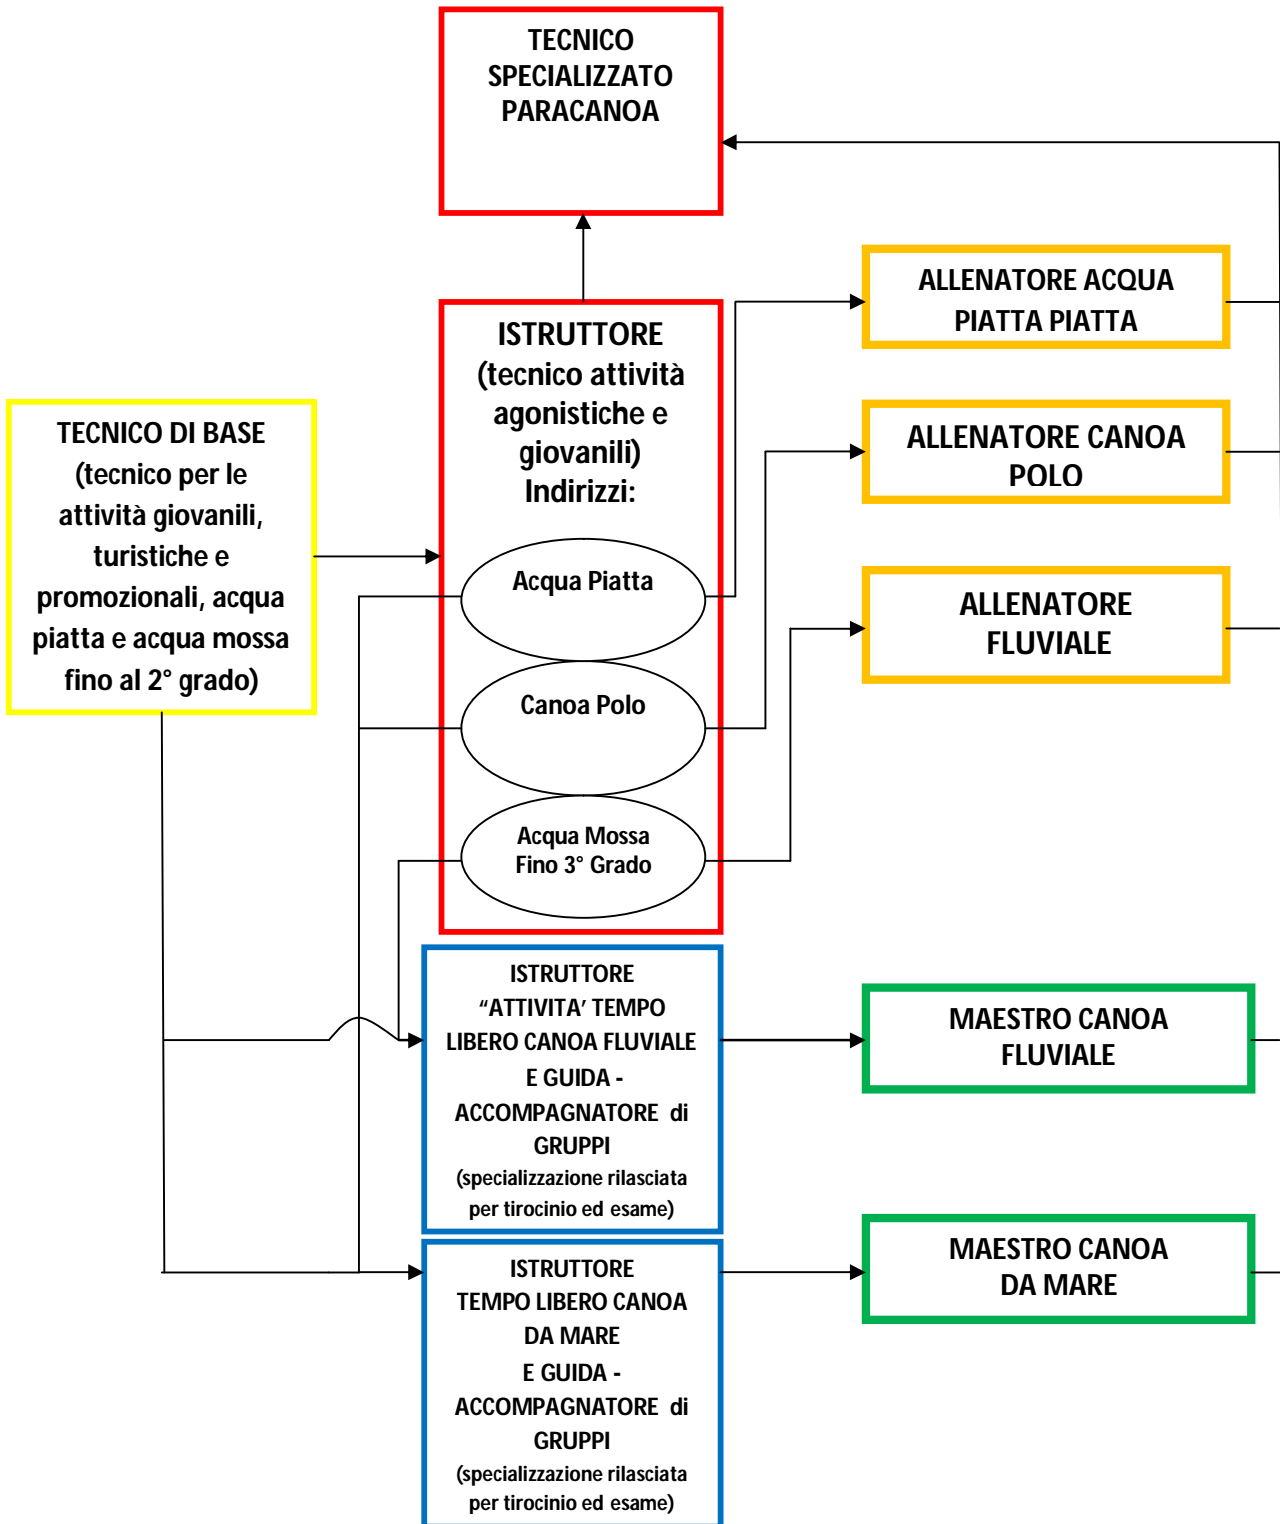 TECNICO
SPECIALIZZATO
PARACANOA
ALLENATORE ACQUA
PIATTA PIATTA
ISTRUTTORE
(tecnico attività
agonistiche e
giovanili)
Indirizzi:
Acqua Piatta
Canoa Polo
Acqua Mossa
Fino 3° Grado
ALLENATORE CANOA
POLO
TECNICO DI BASE
(tecnico per le
attività giovanili,
turistiche e
promozionali, acqua
piatta e acqua mossa
fino al 2° grado)
ALLENATORE
FLUVIALE
ISTRUTTORE
“ATTIVITA’ TEMPO
LIBERO CANOA FLUVIALE
E GUIDA -
ACCOMPAGNATORE di
GRUPPI
(specializzazione rilasciata
per tirocinio ed esame)
MAESTRO CANOA
FLUVIALE
ISTRUTTORE
TEMPO LIBERO CANOA
DA MARE
E GUIDA -
ACCOMPAGNATORE di
GRUPPI
(specializzazione rilasciata
per tirocinio ed esame)
MAESTRO CANOA
DA MARE